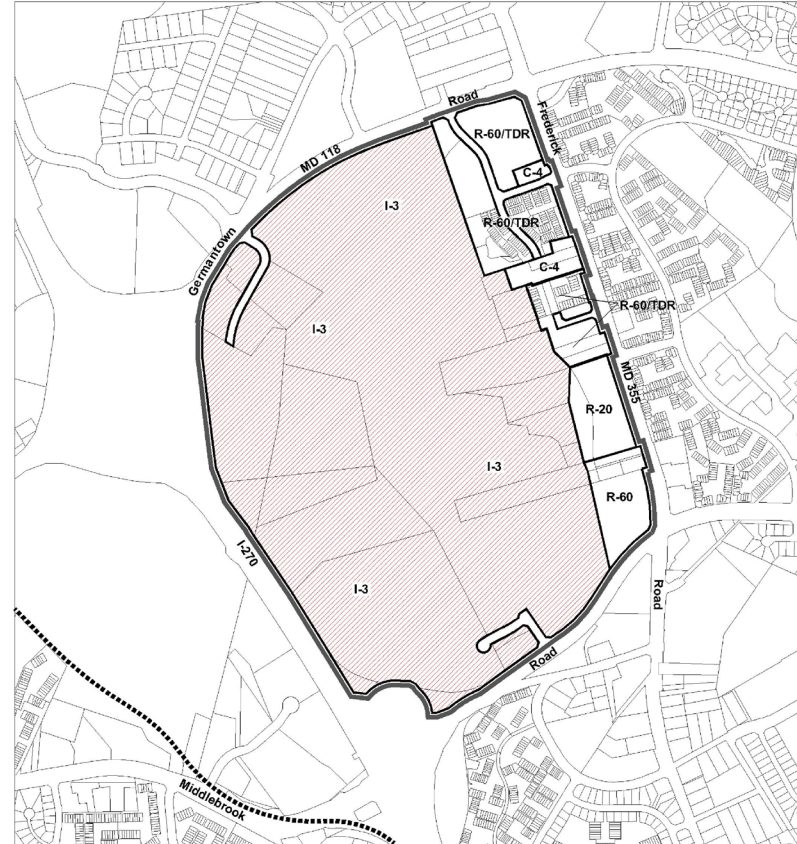 Road
Frederick
R-60/TDR
MD 118
C-4
I-3
R-60/TDR
Germantown
C-4
R-60/TDR
I-3
MD 355
R-20
I-3
R-60
I-270
I-3
Road
Road
Middlebrook